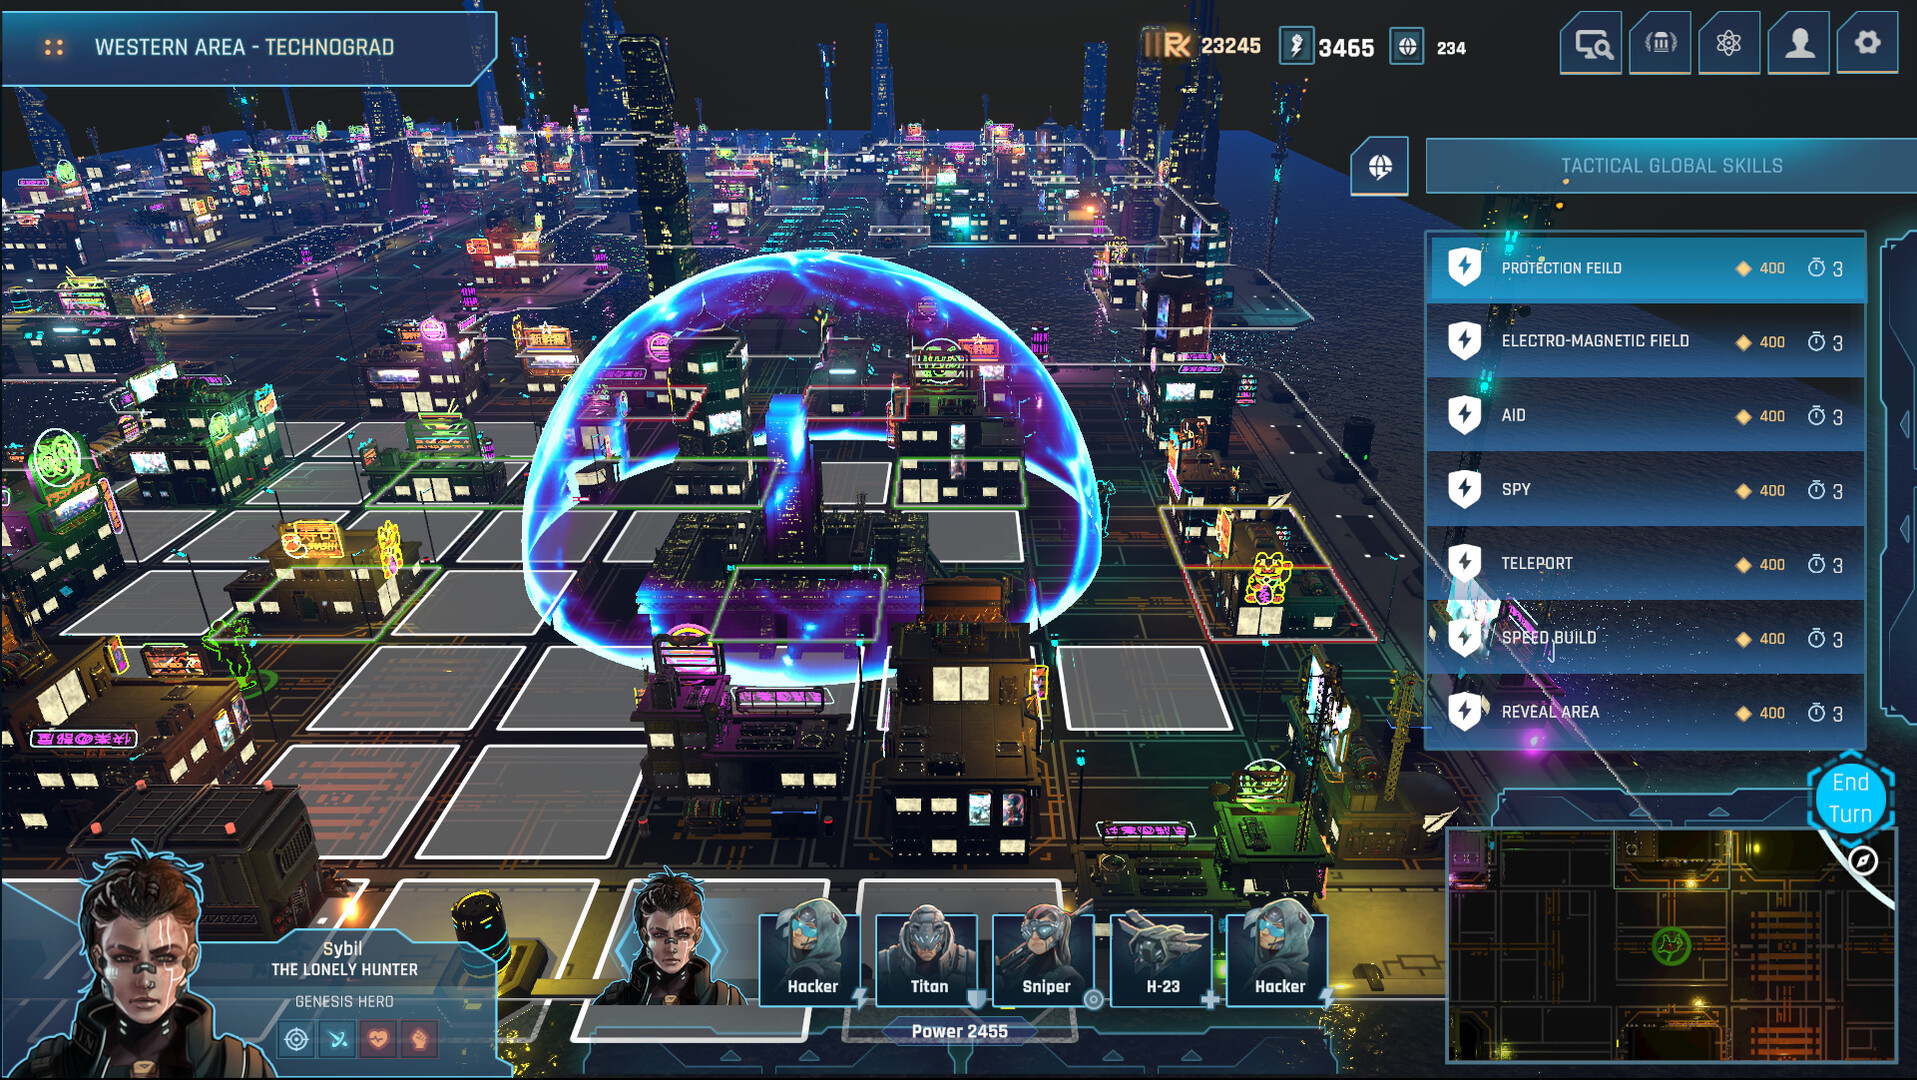 WESTERN AREA - TECHNOGRAD
23245
3465
234
TACTICAL GLOBAL SKILLS
PROTECTION FEILD 400 3
ELECTRO-MAGNETIC FIELD 400 3
AID 400 3
SPY 400 3
TELEPORT 400 3
SPEED BUILD 400 3
REVEAL AREA 400 3
End
Turn
Sybil
THE LONELY HUNTER
GENESIS HERO
Hacker
Titan
Sniper
H-23
Hacker
Power 2455